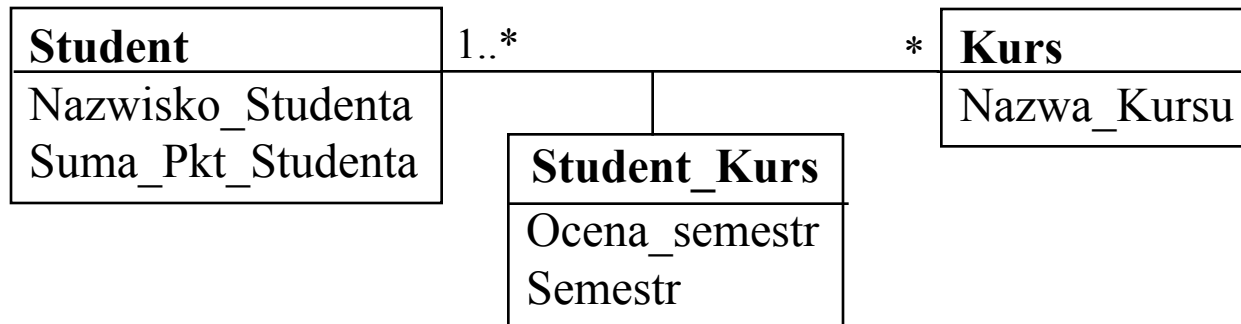 Student
Nazwisko_Studenta
Suma_Pkt_Studenta
1..*
*
Kurs
Nazwa_Kursu
Student_Kurs
Ocena_semestr
Semestr